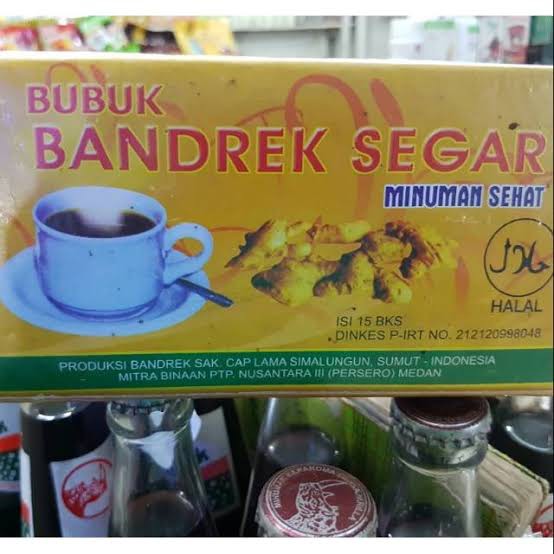 BUBUK
BANDREK SEGAR
MINUMAN SEHAT
HALAL
ISI 15 BKS
DINKES P-IRT NO. 212120998048
PRODUKSI BANDREK SAK. CAP LAMA SIMALUNGUN, SUMUT - INDONESIA
MITRA BINAAN PTP. NUSANTARA III (PERSERO) MEDAN